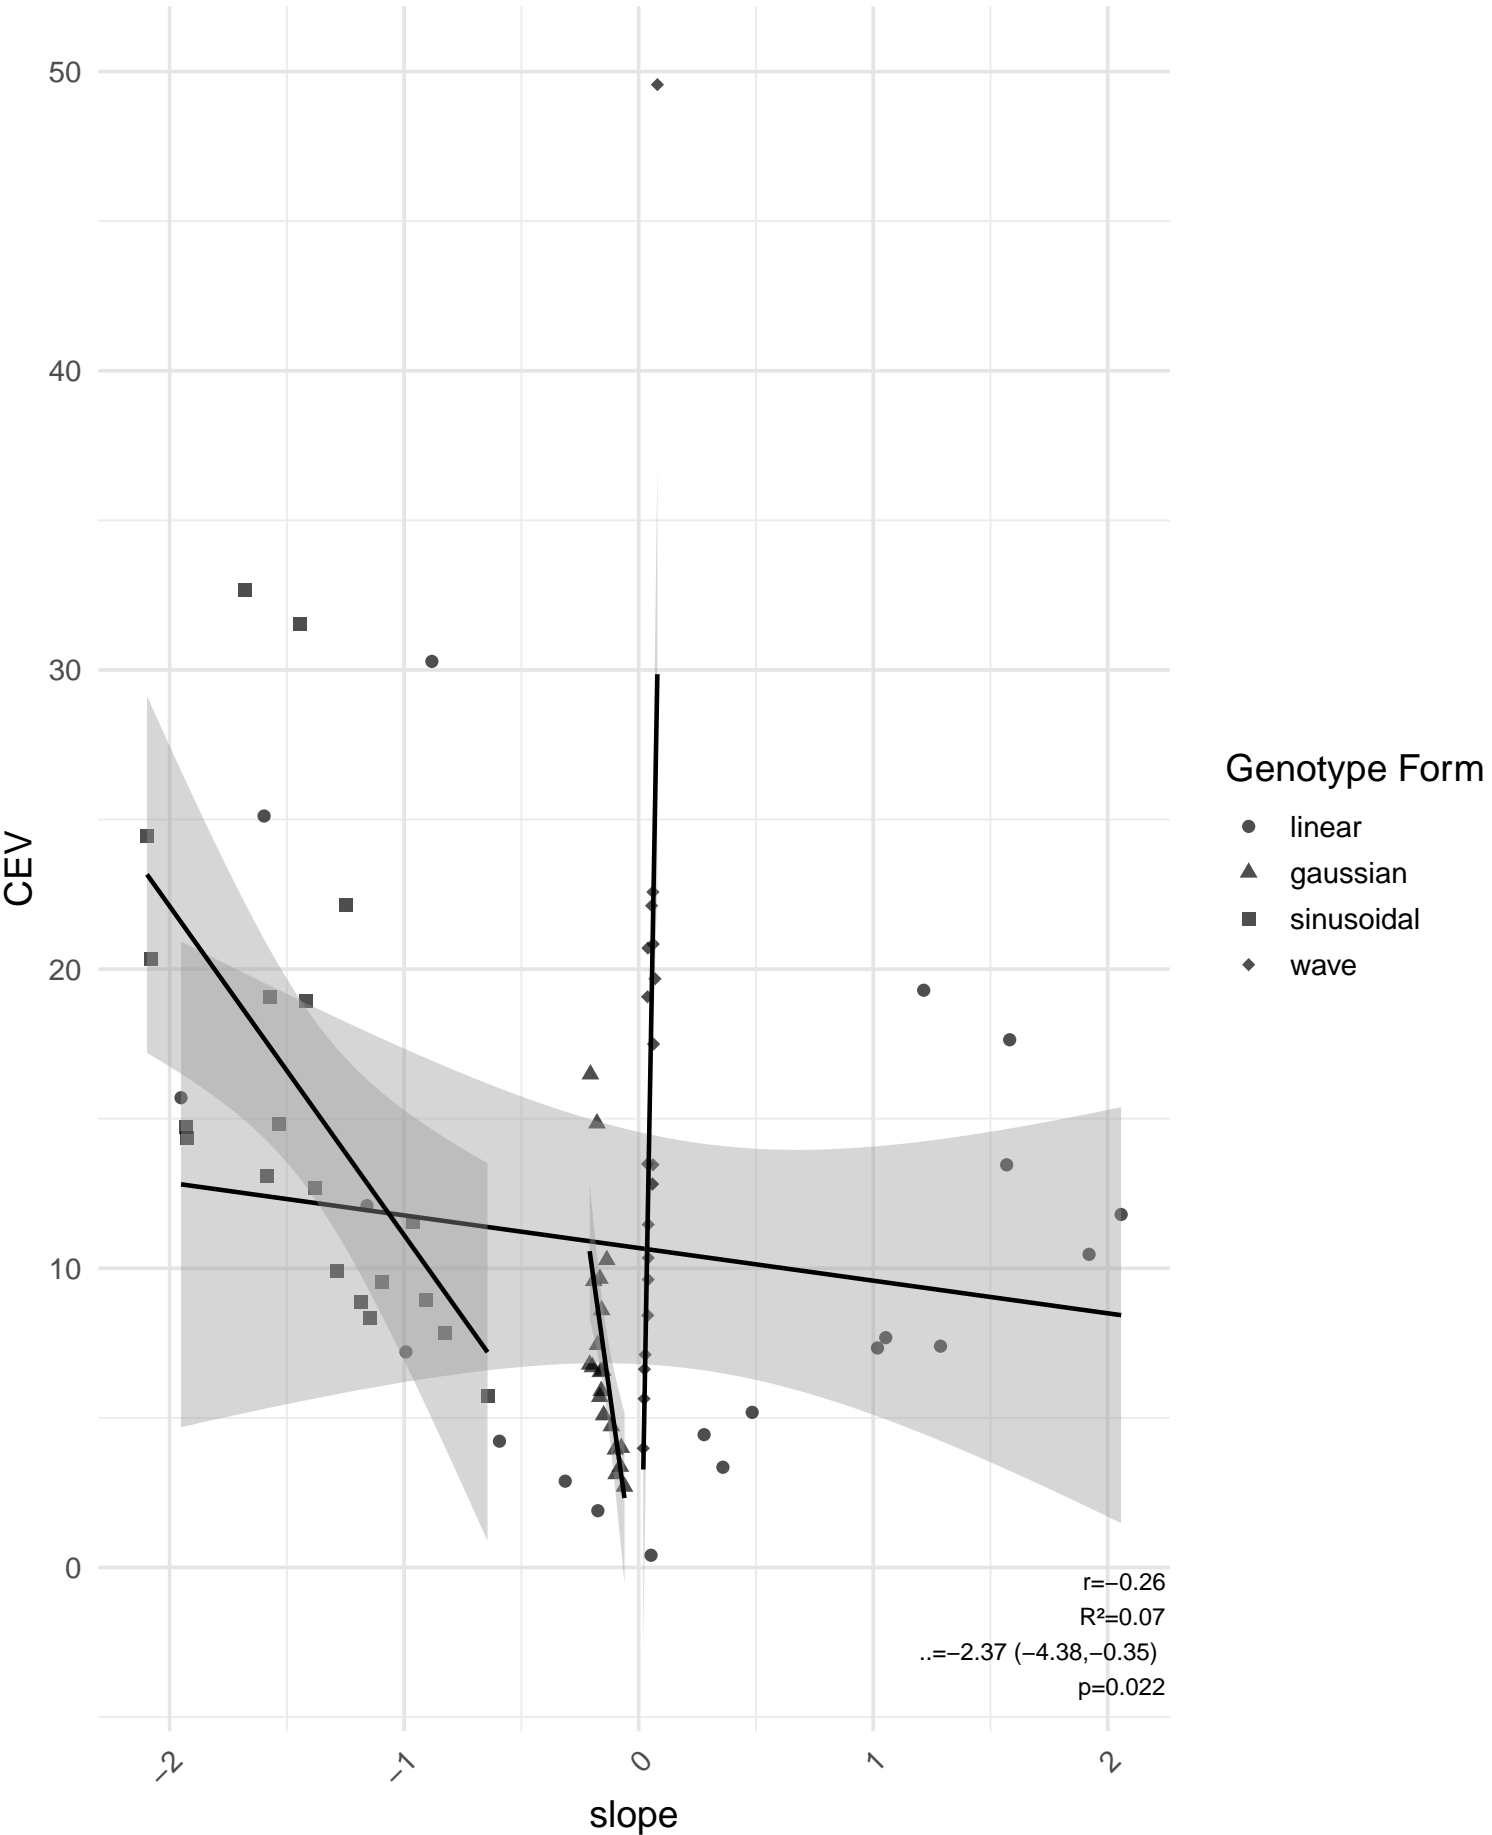 50
40
30
20
10
0
CEV
−2
−1
0
1
2
slope
Genotype Form
linear
gaussian
sinusoidal
wave
r=−0.26
R²=0.07
..=−2.37 (−4.38,−0.35)
p=0.022